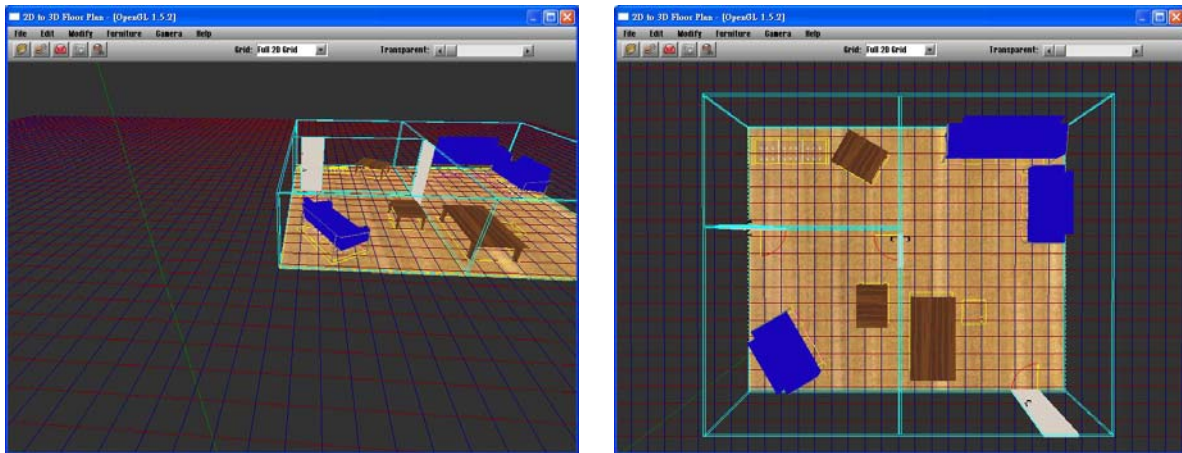 2D to 3D Floor Plan - [OpenGL 1.5.2]
File Edit Modify Forniture Camera Help
Grid: Full 2D Grid Transparent:
2D to 3D Floor Plan - [OpenGL 1.5.2]
File Edit Modify Forniture Camera Help
Grid: Full 2D Grid Transparent: